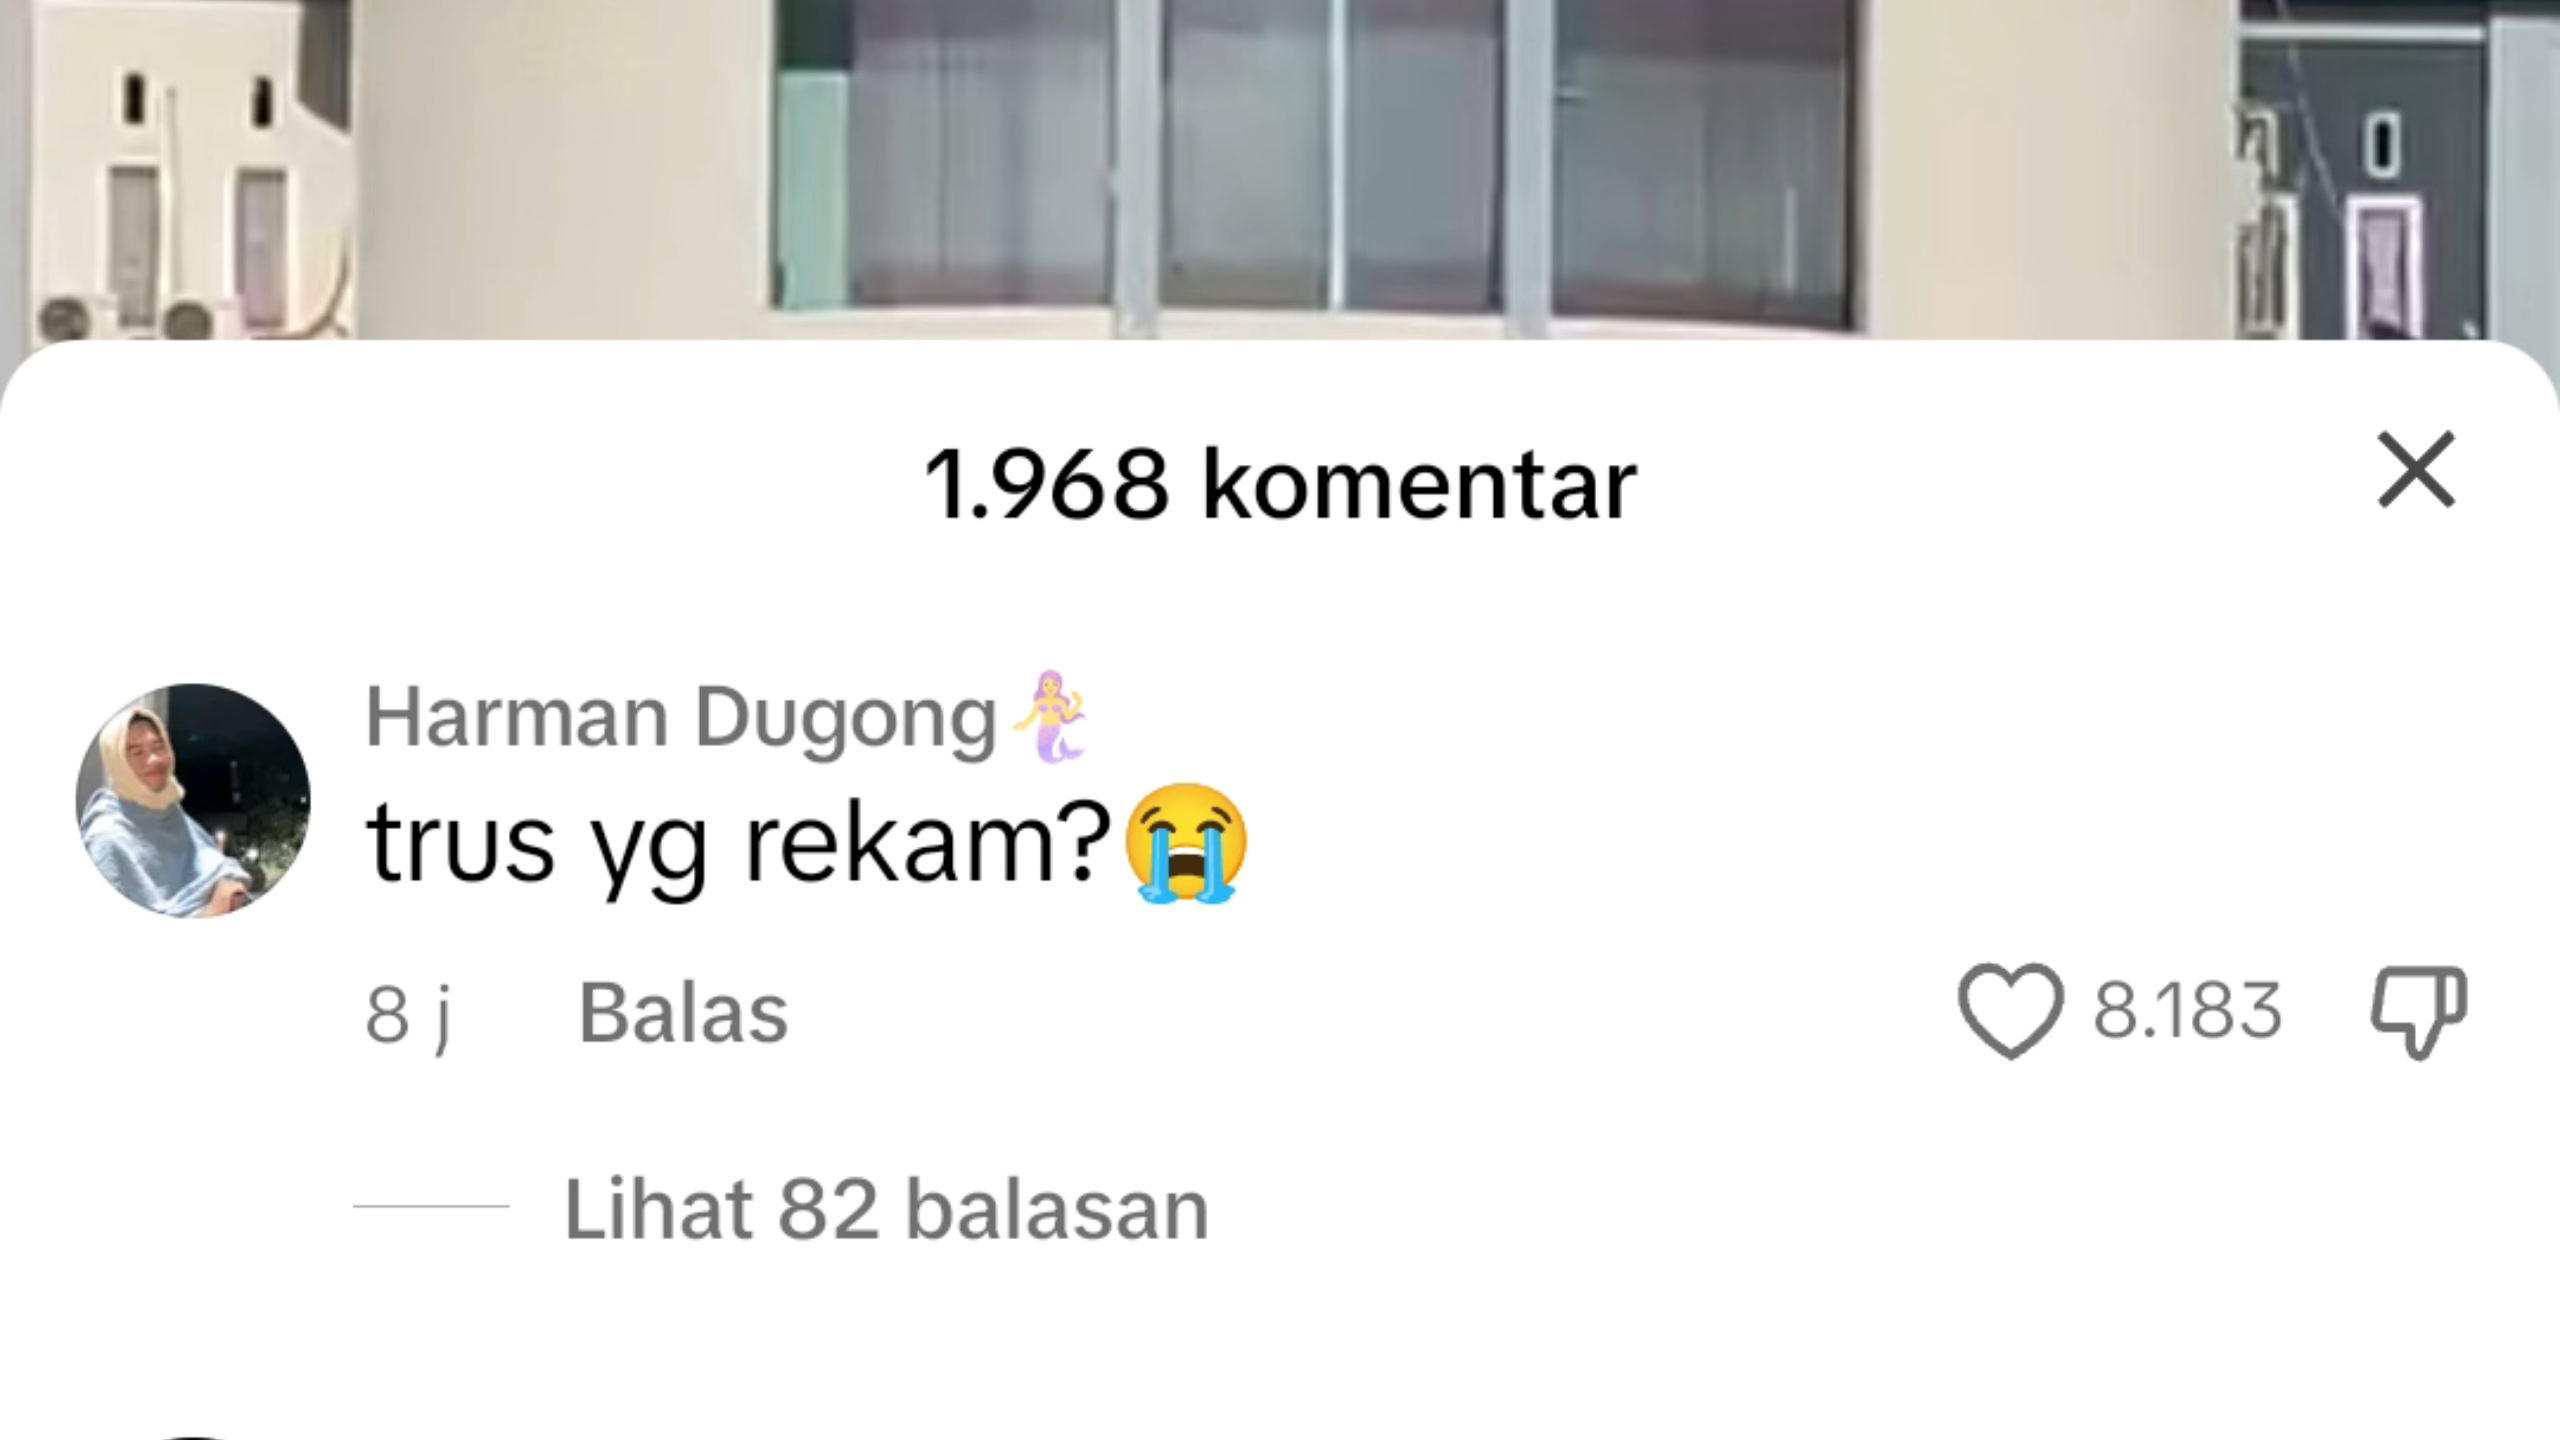 1.968 komentar
Harman Dugong🧜‍♀️
trus yg rekam?😭
8 j Balas 8.183
Lihat 82 balasan